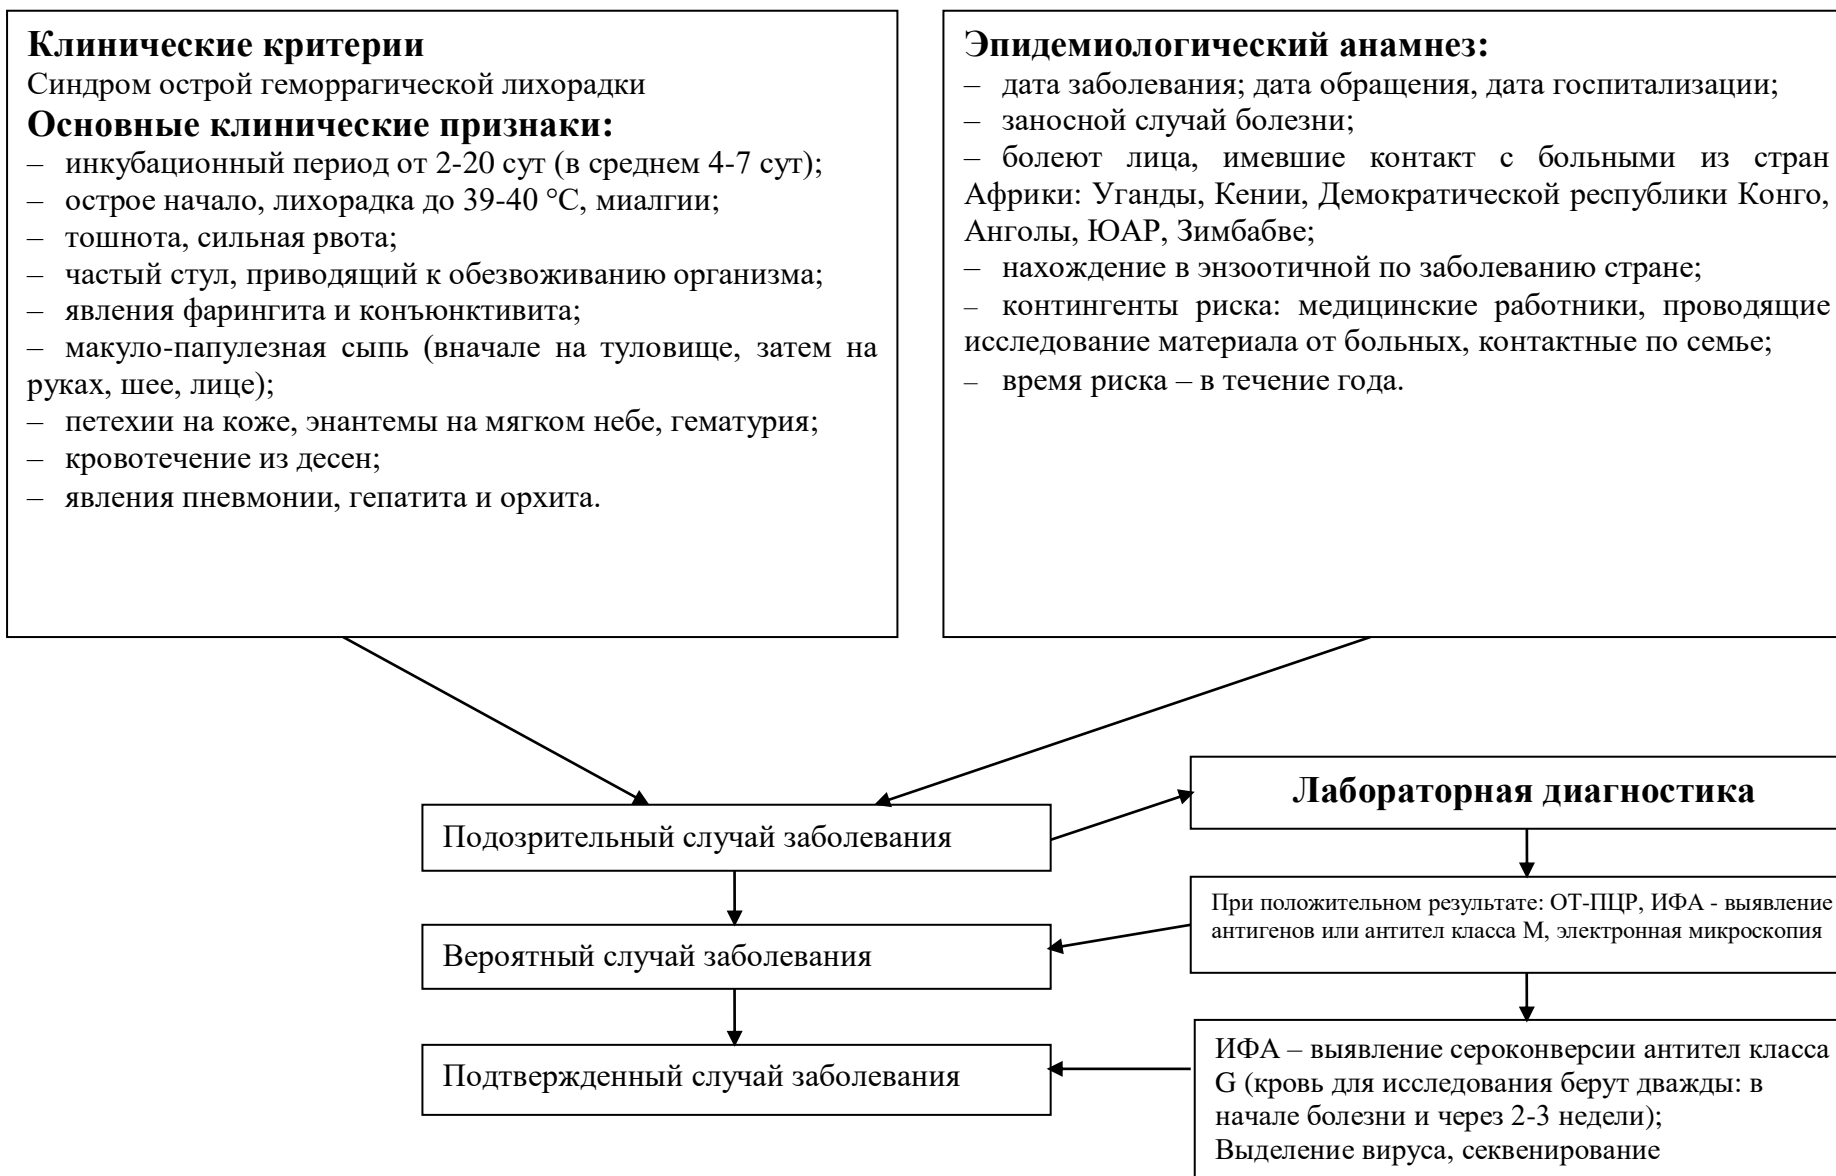 Клинические критерии
Синдром острой геморрагической лихорадки
Основные клинические признаки:
– инкубационный период от 2-20 сут (в среднем 4-7 сут);
– острое начало, лихорадка до 39-40 °С, миалгии;
– тошнота, сильная рвота;
– частый стул, приводящий к обезвоживанию организма;
– явления фарингита и конъюнктивита;
– макуло-папулезная сыпь (вначале на туловище, затем на
руках, шее, лице);
– петехии на коже, энантемы на мягком небе, гематурия;
– кровотечение из десен;
– явления пневмонии, гепатита и орхита.
Эпидемиологический анамнез:
– дата заболевания; дата обращения, дата госпитализации;
– заносной случай болезни;
– болеют лица, имевшие контакт с больными из стран
Африки: Уганды, Кении, Демократической республики Конго,
Анголы, ЮАР, Зимбабве;
– нахождение в энзоотичной по заболеванию стране;
– контингенты риска: медицинские работники, проводящие
исследование материала от больных, контактные по семье;
– время риска – в течение года.
Подозрительный случай заболевания
Вероятный случай заболевания
Подтвержденный случай заболевания
Лабораторная диагностика
При положительном результате: ОТ-ПЦР, ИФА - выявление
антигенов или антител класса М, электронная микроскопия
ИФА – выявление сероконверсии антител класса
G (кровь для исследования берут дважды: в
начале болезни и через 2-3 недели);
Выделение вируса, секвенирование